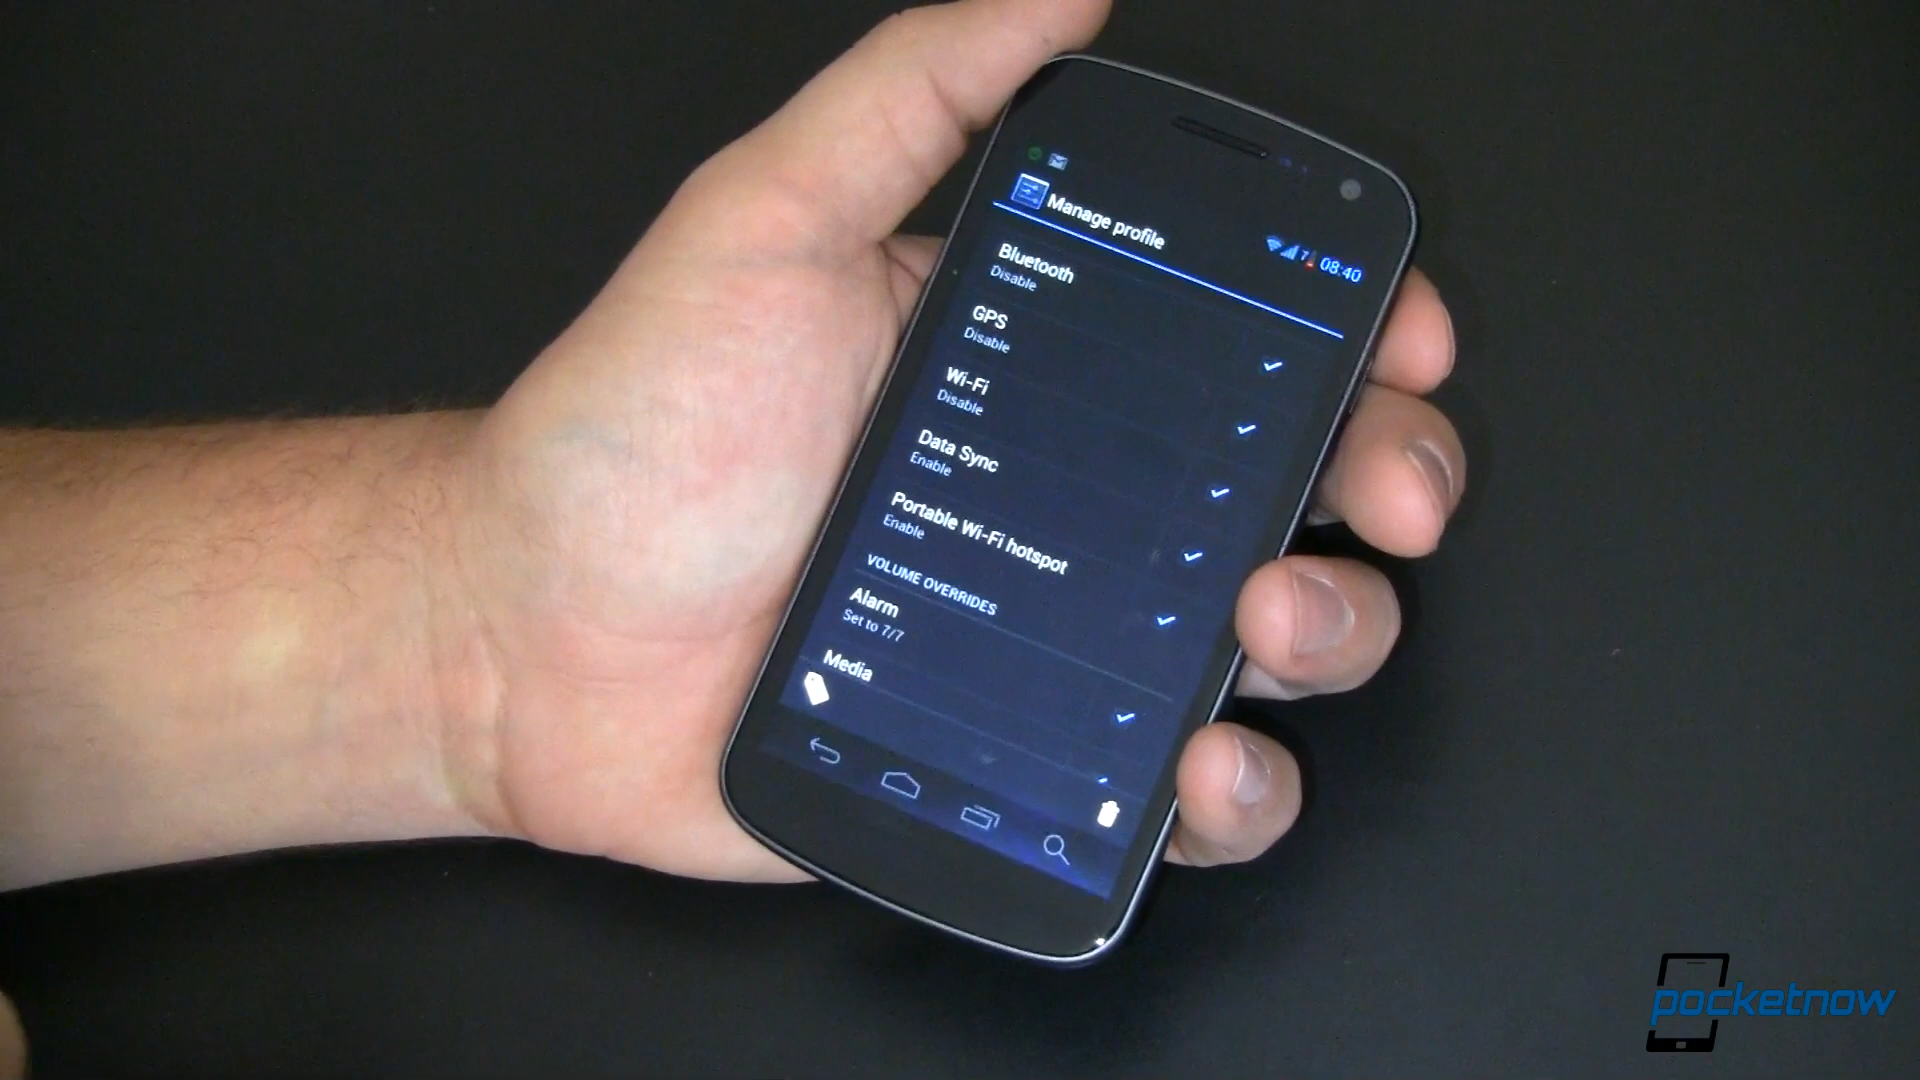 7 08:40
Manage profile
Bluetooth
Disable
GPS
Disable
Wi-Fi
Disable
Data Sync
Enable
Portable Wi-Fi hotspot
Enable
VOLUME OVERRIDES
Alarm
Set to 7/7
Media
pocketnow